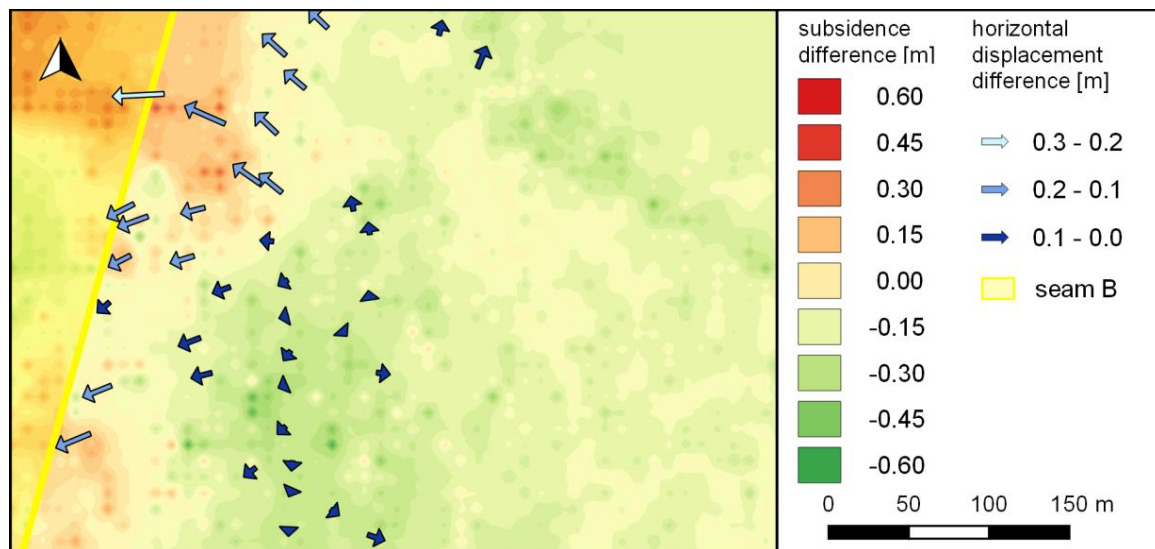 subsidence
difference [m]
0.60
0.45
0.30
0.15
0.00
-0.15
-0.30
-0.45
-0.60
horizontal
displacement
difference [m]
0.3 - 0.2
0.2 - 0.1
0.1 - 0.0
seam B
0 50 100 150 m